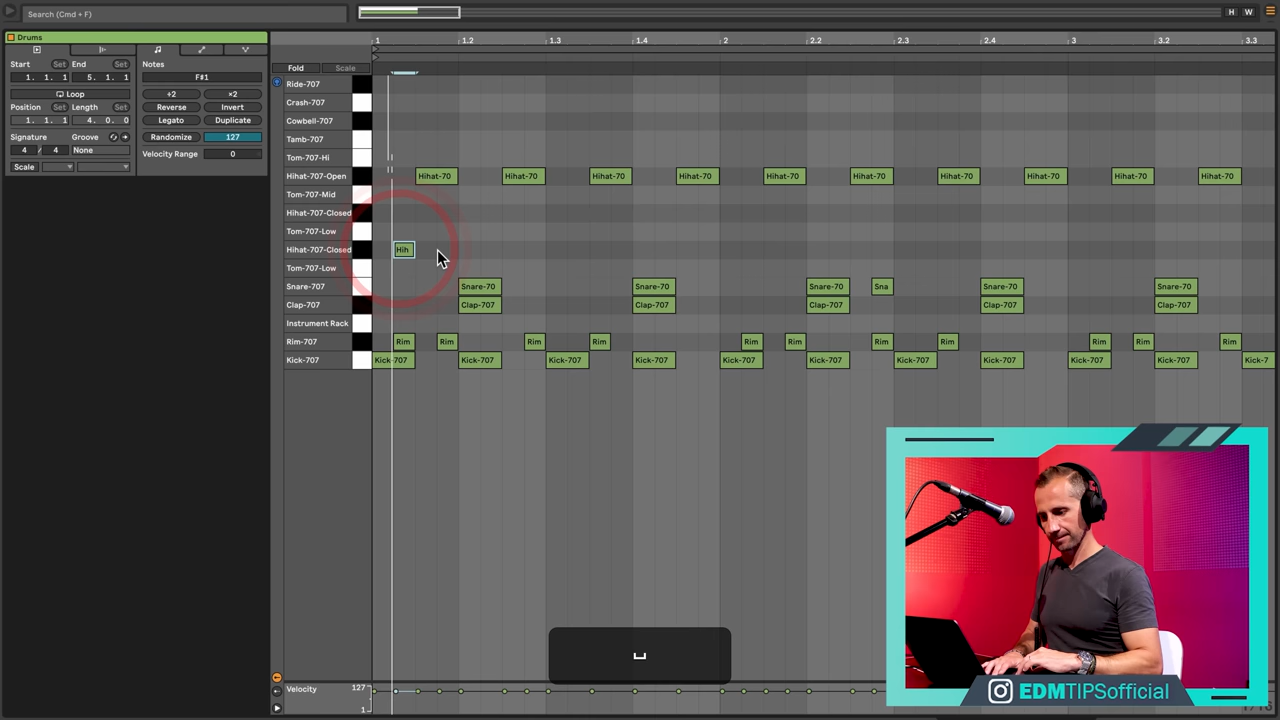 Search (Cmd + F)
H W
Drums
Start Set End Set
1. 1. 1 5. 1. 1
Loop
Position Set Length Set
1. 1. 1 4. 0. 0
Signature Groove
4 / 4 None
Scale
Notes
F#1
÷2 ×2
Reverse Invert
Legato Duplicate
Randomize 127
Velocity Range 0
1 1.2 1.3 1.4 2 2.2 2.3 2.4 3 3.2 3.3
Fold Scale
Ride-707
Crash-707
Cowbell-707
Tamb-707
Tom-707-Hi
Hihat-707-Open Hihat-70 Hihat-70 Hihat-70 Hihat-70 Hihat-70 Hihat-70 Hihat-70 Hihat-70 Hihat-70 Hihat-70
Tom-707-Mid
Hihat-707-Closed
Tom-707-Low
Hihat-707-Closed Hih
Tom-707-Low
Snare-707 Snare-70 Snare-70 Snare-70 Sna Snare-70 Snare-70
Clap-707 Clap-707 Clap-707 Clap-707 Clap-707 Clap-707
Instrument Rack
Rim-707 Rim Rim Rim Rim Rim Rim Rim Rim Rim Rim Rim
Kick-707 Kick-707 Kick-707 Kick-707 Kick-707 Kick-707 Kick-707 Kick-707 Kick-707 Kick-707 Kick-707 Kick-7
Velocity 127
1
EDMTIPSofficial